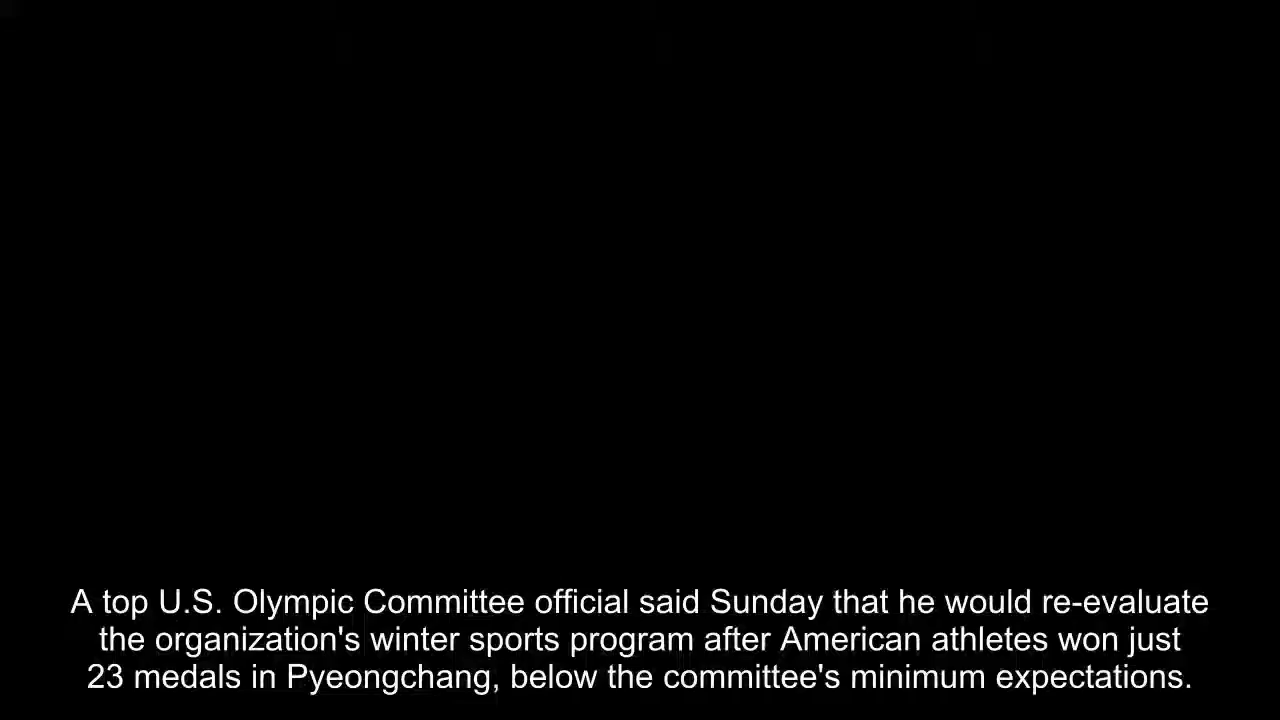 A top U.S. Olympic Committee official said Sunday that he would re-evaluate
the organization's winter sports program after American athletes won just
23 medals in Pyeongchang, below the committee's minimum expectations.